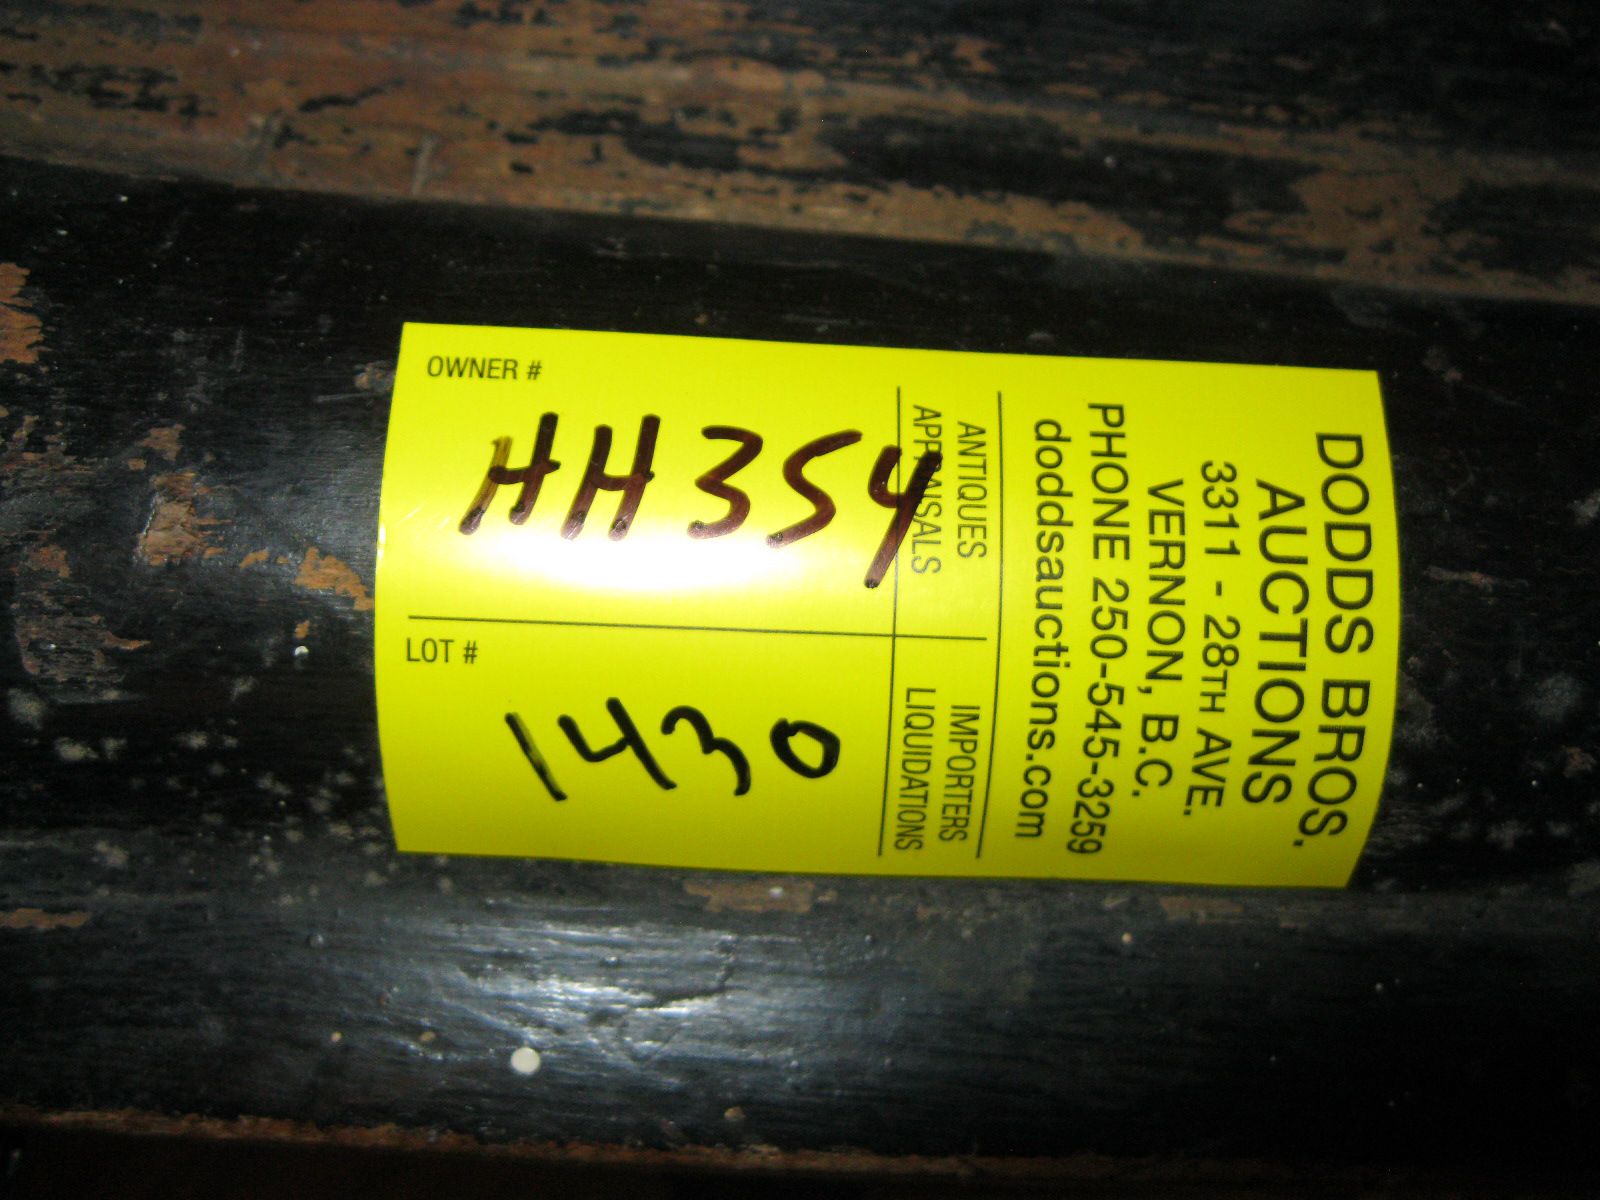 DODDS BROS.
AUCTIONS
3311 - 28TH AVE.
VERNON, B.C.
PHONE 250-545-3259
doddsauctions.com
ANTIQUES
APPRAISALS
IMPORTERS
LIQUIDATIONS
OWNER #
HH354
LOT #
1430